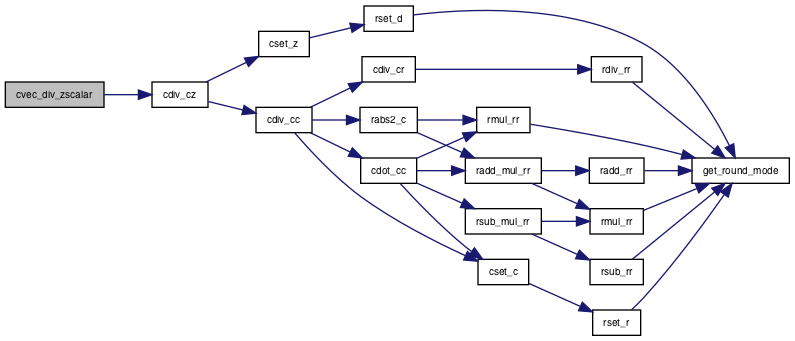 rset_d
cset_z
cdiv_cr
rdiv_rr
cvec_div_zscalar
cdiv_cz
cdiv_cc
rabs2_c
rmul_rr
cdot_cc
radd_mul_rr
radd_rr
get_round_mode
rsub_mul_rr
rmul_rr
cset_c
rsub_rr
rset_r